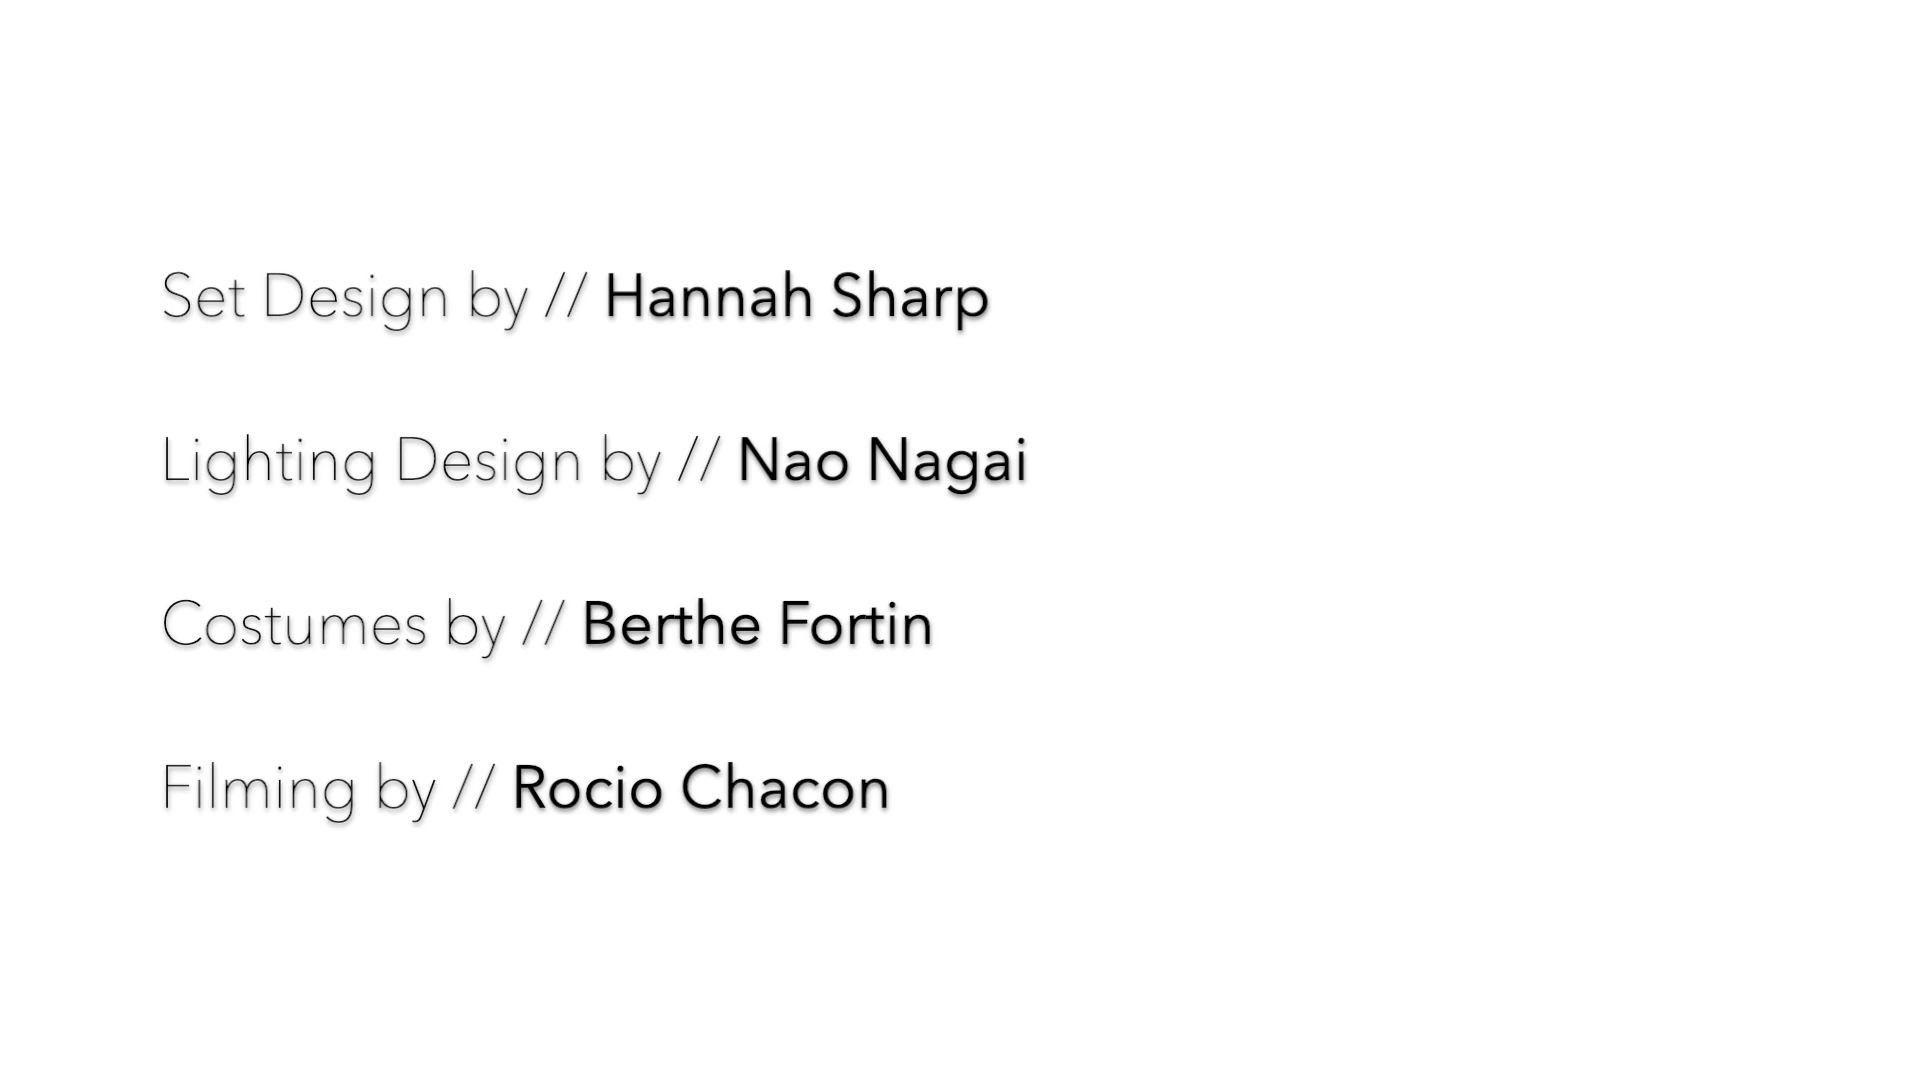 Set Design by // Hannah Sharp
Lighting Design by // Nao Nagai
Costumes by // Berthe Fortin
Filming by // Rocio Chacon